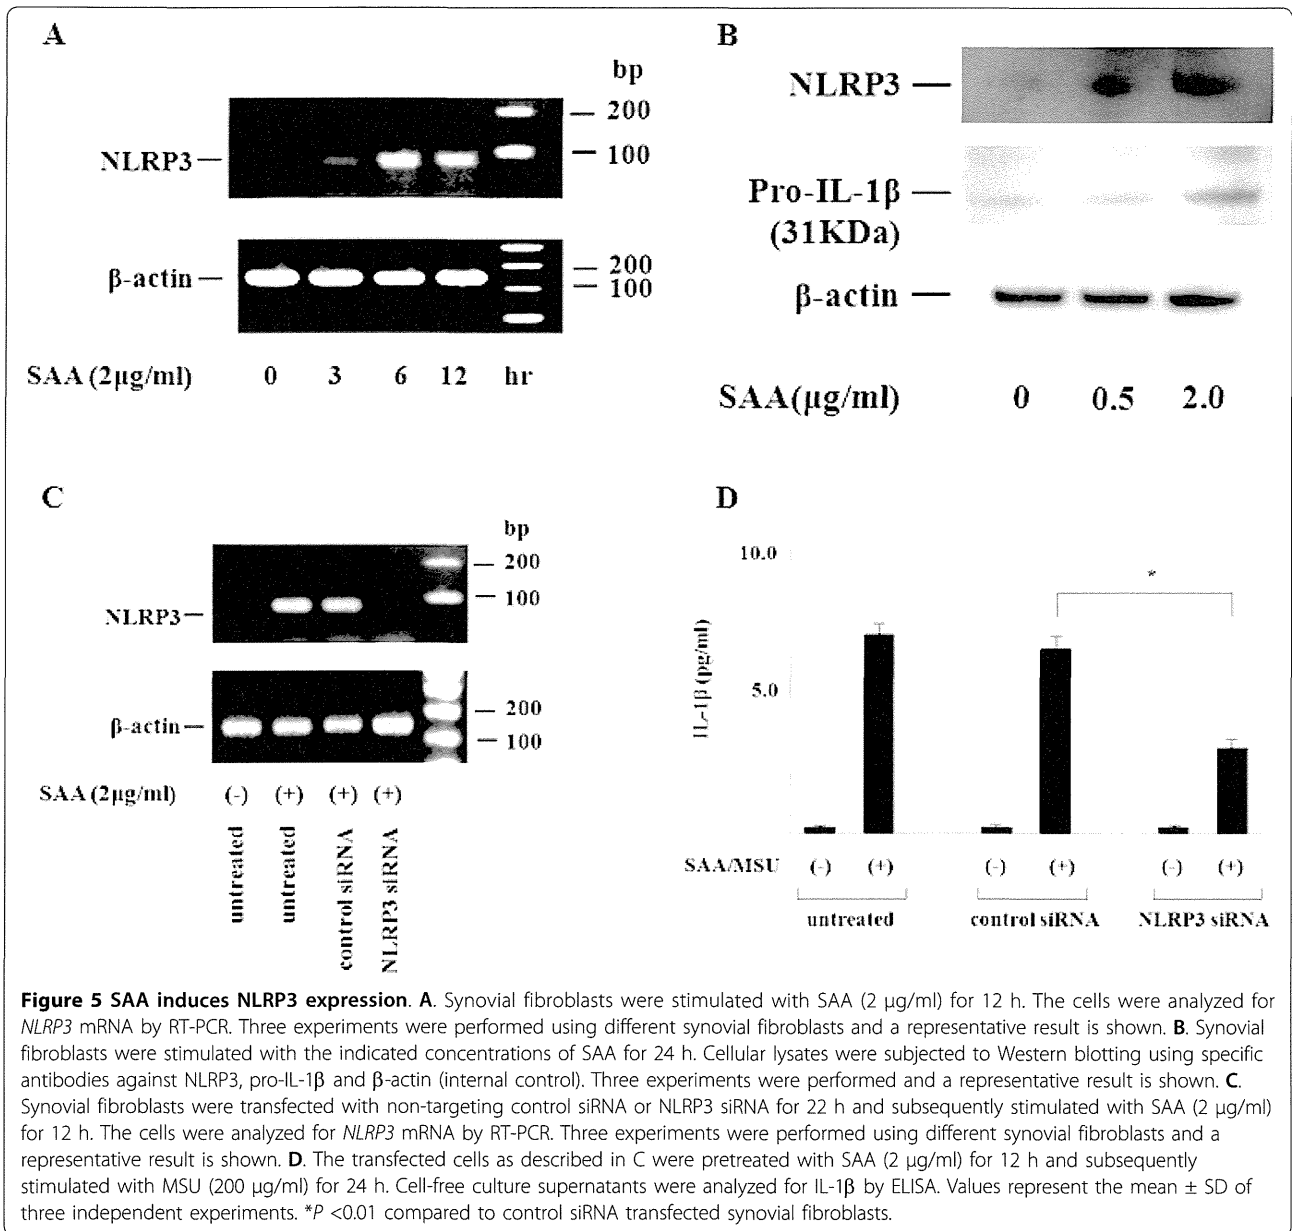 A
bp
200
NLRP3
100
β-actin
200
100
SAA (2μg/ml) 0 3 6 12 hr
B
NLRP3
Pro-IL-1β
(31KDa)
β-actin
SAA(μg/ml) 0 0.5 2.0
C
bp
200
100
NLRP3
β-actin
200
100
SAA (2μg/ml) (-) (+) (+) (+)
untreated
untreated
control siRNA
NLRP3 siRNA
D
10.0
*
5.0
IL-1β (pg/ml)
SAA/MSU (-) (+) (-) (+) (-) (+)
untreated control siRNA NLRP3 siRNA
Figure 5 SAA induces NLRP3 expression. A. Synovial fibroblasts were stimulated with SAA (2 μg/ml) for 12 h. The cells were analyzed for
NLRP3 mRNA by RT-PCR. Three experiments were performed using different synovial fibroblasts and a representative result is shown. B. Synovial
fibroblasts were stimulated with the indicated concentrations of SAA for 24 h. Cellular lysates were subjected to Western blotting using specific
antibodies against NLRP3, pro-IL-1β and β-actin (internal control). Three experiments were performed and a representative result is shown. C.
Synovial fibroblasts were transfected with non-targeting control siRNA or NLRP3 siRNA for 22 h and subsequently stimulated with SAA (2 μg/ml)
for 12 h. The cells were analyzed for NLRP3 mRNA by RT-PCR. Three experiments were performed using different synovial fibroblasts and a
representative result is shown. D. The transfected cells as described in C were pretreated with SAA (2 μg/ml) for 12 h and subsequently
stimulated with MSU (200 μg/ml) for 24 h. Cell-free culture supernatants were analyzed for IL-1β by ELISA. Values represent the mean ± SD of
three independent experiments. *P <0.01 compared to control siRNA transfected synovial fibroblasts.